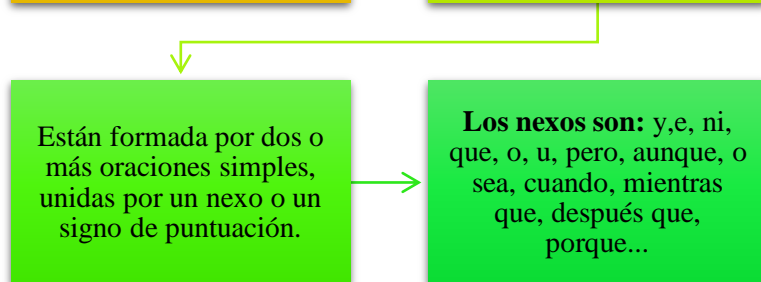 Están formada por dos o
más oraciones simples,
unidas por un nexo o un
signo de puntuación.
Los nexos son: y,e, ni,
que, o, u, pero, aunque, o
sea, cuando, mientras
que, después que,
porque...